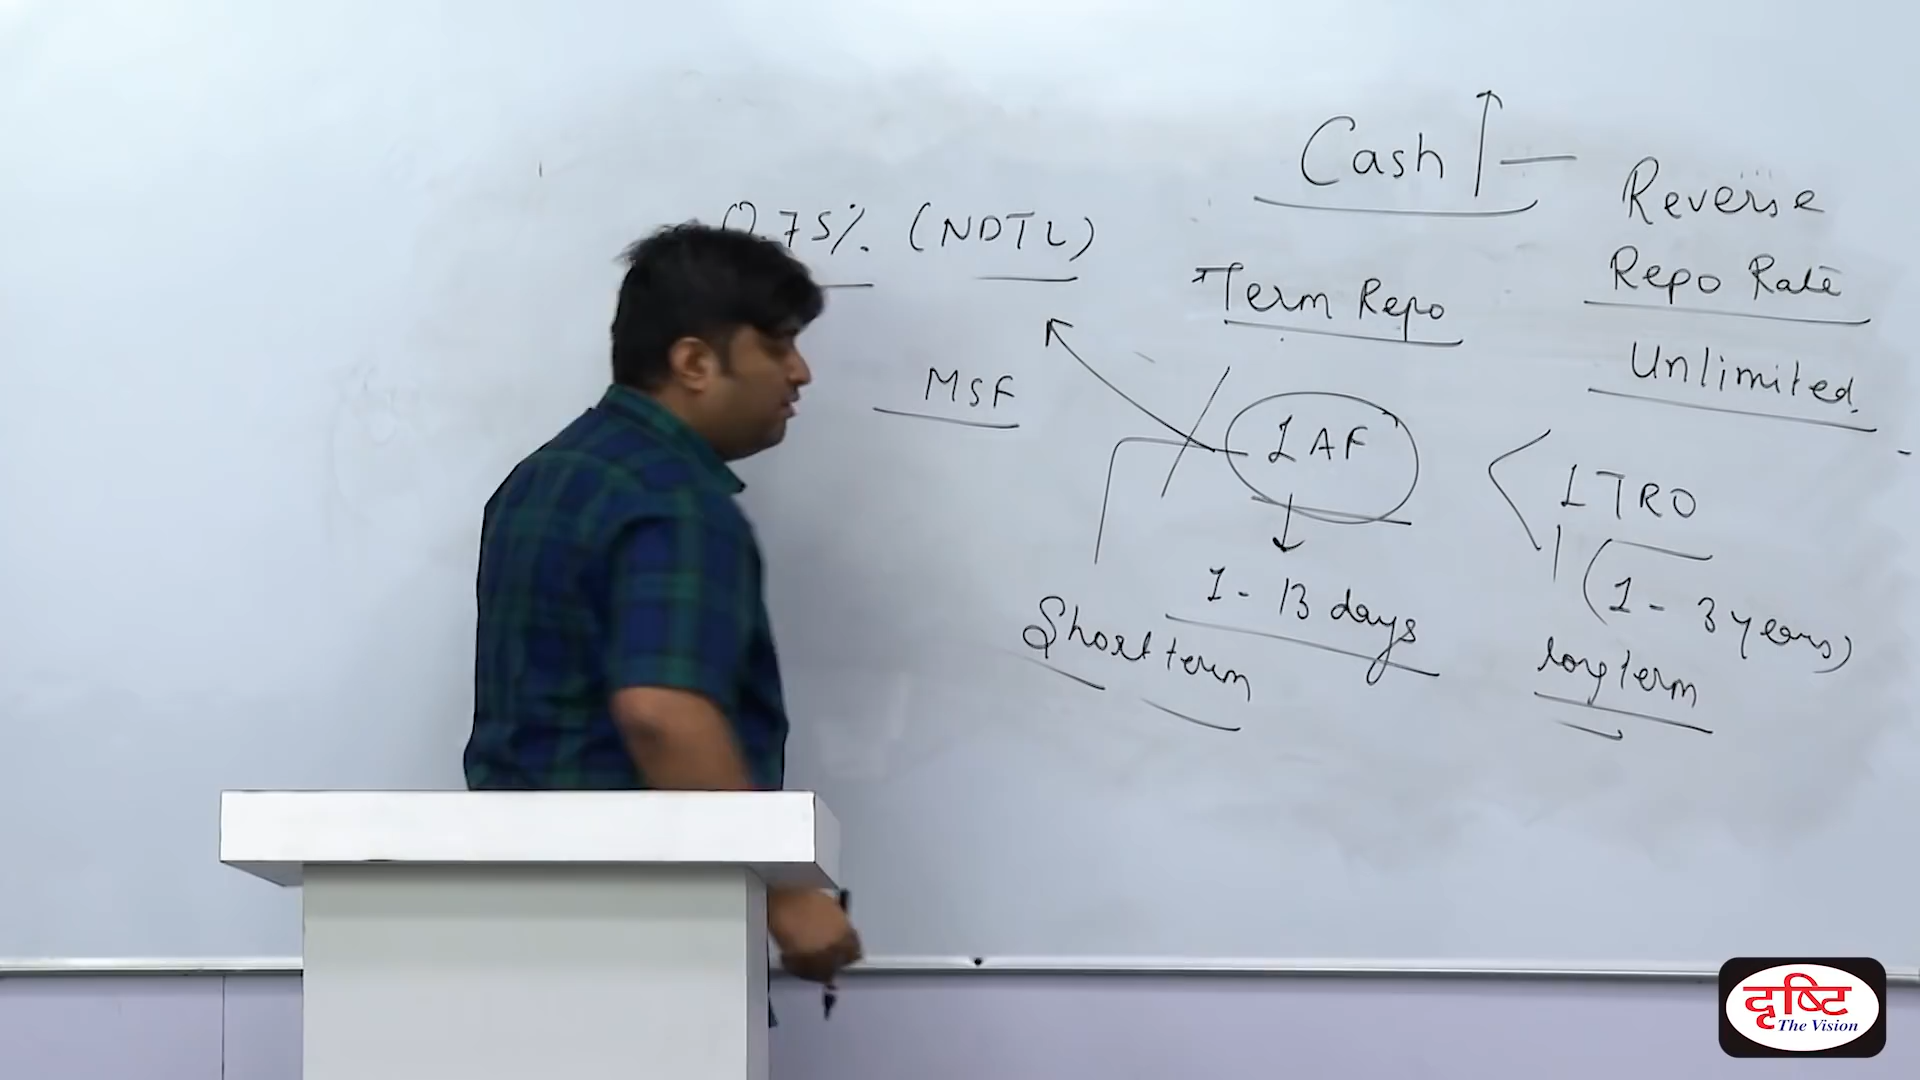 Cash
Reverse
Repo Rate
Unlimited
0.75% (NDTL)
Term Repo
MSF
LAF
LTRO
1 - 13 days
(1 - 3 years)
Short term
long term
दृष्टि
The Vision